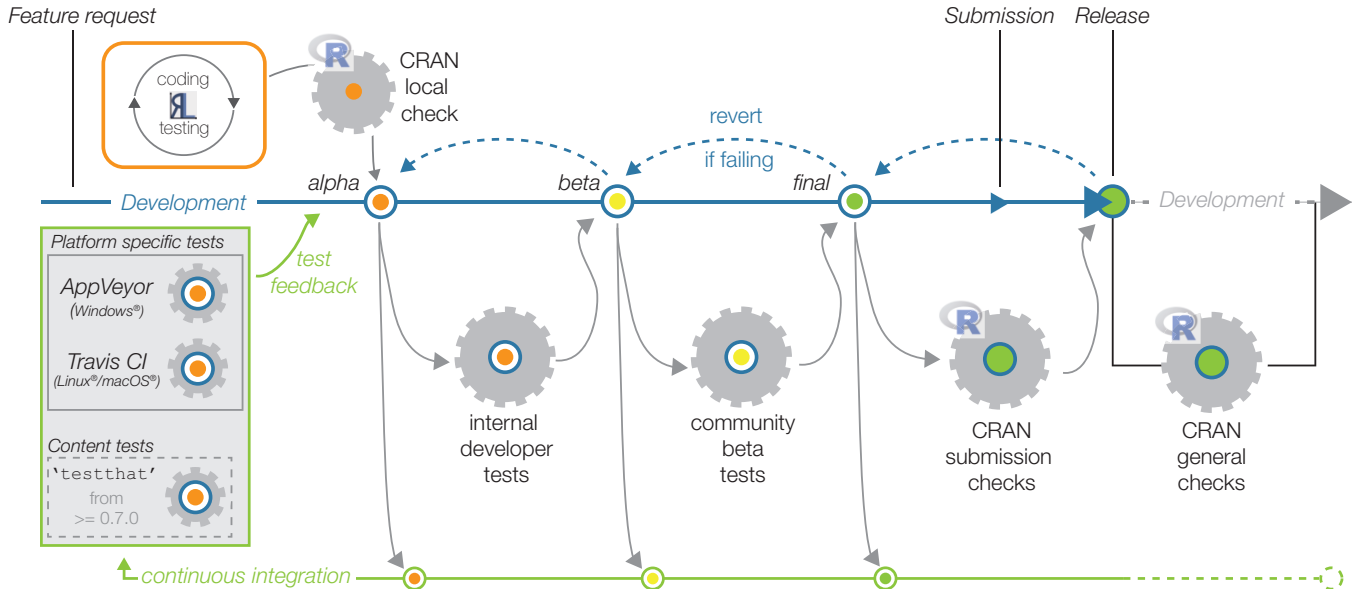 Feature request
Submission
Release
coding
RL
testing
R
CRAN
local
check
revert
if failing
alpha
beta
final
Development
Development
Platform specific tests
AppVeyor
(Windows®)
Travis CI
(Linux®/macOS®)
test
feedback
Content tests
‘testthat’
from
>= 0.7.0
internal
developer
tests
community
beta
tests
R
CRAN
submission
checks
R
CRAN
general
checks
continuous integration